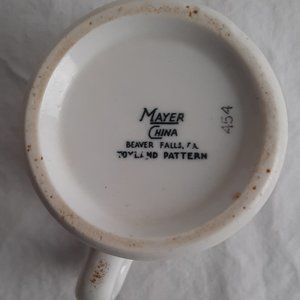 MAYER
CHINA
BEAVER FALLS, PA.
PATTERN
454